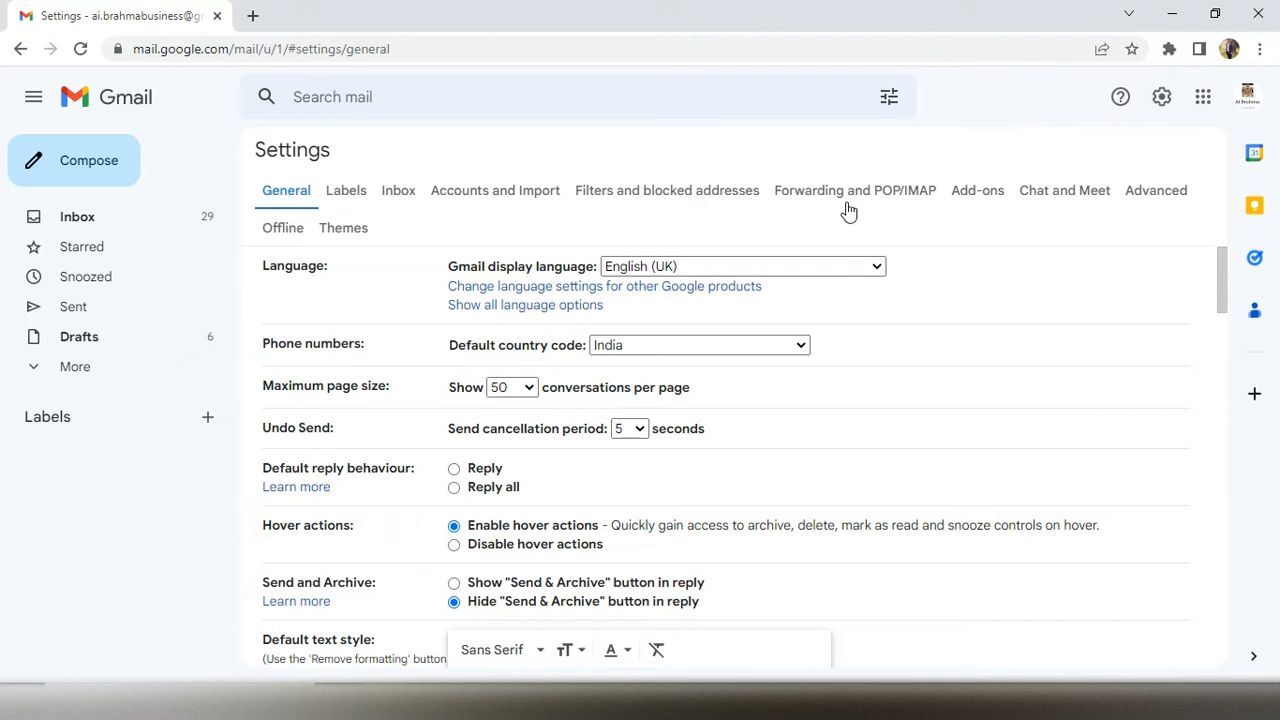 Settings - ai.brahmabusiness@gr
mail.google.com/mail/u/1/#settings/general
Gmail
Search mail
Compose
Inbox 29
Starred
Snoozed
Sent
Drafts 6
More
Labels
Settings
General Labels Inbox Accounts and Import Filters and blocked addresses Forwarding and POP/IMAP Add-ons Chat and Meet Advanced
Offline Themes
Language: Gmail display language: English (UK)
Change language settings for other Google products
Show all language options
Phone numbers: Default country code: India
Maximum page size: Show 50 conversations per page
Undo Send: Send cancellation period: 5 seconds
Default reply behaviour: Reply
Learn more Reply all
Hover actions: Enable hover actions - Quickly gain access to archive, delete, mark as read and snooze controls on hover.
Disable hover actions
Send and Archive: Show "Send & Archive" button in reply
Learn more Hide "Send & Archive" button in reply
Default text style: Sans Serif
(Use the 'Remove formatting' button
31